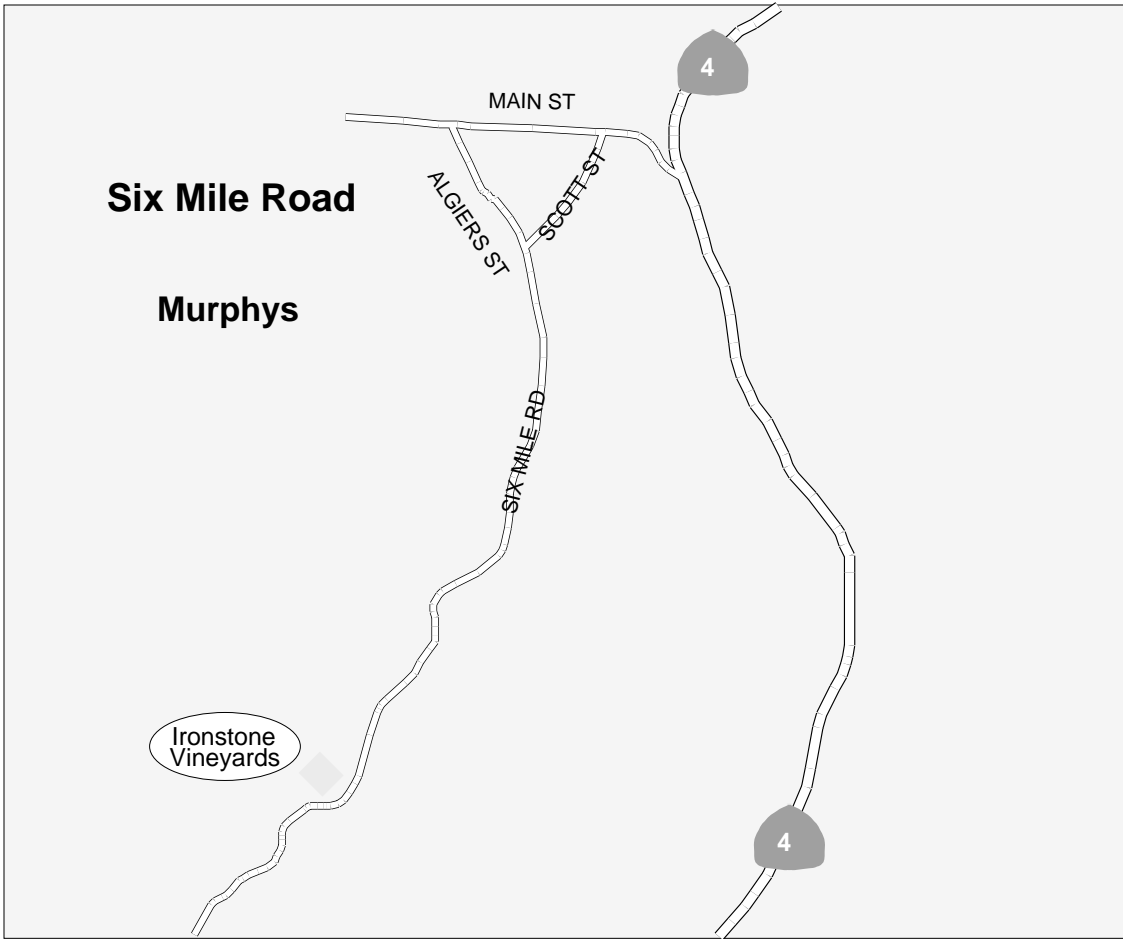 4
MAIN ST
SCOTT ST
ALGIERS ST
Six Mile Road
Murphys
SIX MILE RD
Ironstone
Vineyards
4